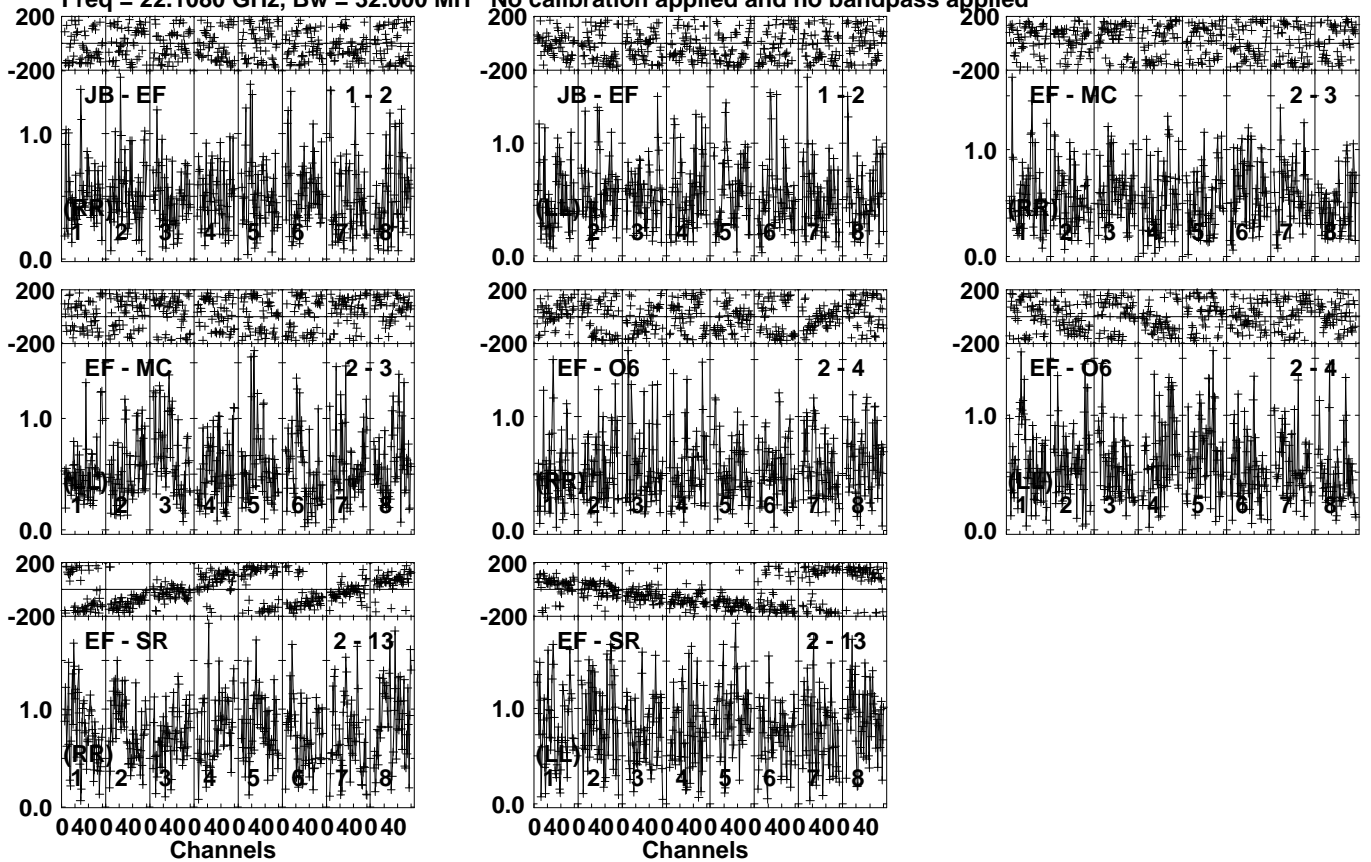 Freq = 22.1080 GHz, Bw = 32.000 MH No calibration applied and no bandpass applied
200 200 200
-200 -200 -200
JB - EF 1 - 2 JB - EF 1 - 2 EF - MC 2 - 3
1.0 1.0 1.0
(RR) (LL) (RR)
1 2 3 4 5 6 7 8 1 2 3 4 5 6 7 8 1 2 3 4 5 6 7 8
0.0 0.0 0.0
200 200 200
-200 -200 -200
EF - MC 2 - 3 EF - O6 2 - 4 EF - O6 2 - 4
1.0 1.0 1.0
(LL) (RR) (LL)
1 2 3 4 5 6 7 8 1 2 3 4 5 6 7 8 1 2 3 4 5 6 7 8
0.0 0.0 0.0
200 200
-200 -200
EF - SR 2 - 13 EF - SR 2 - 13
1.0 1.0
(RR) (LL)
1 2 3 4 5 6 7 8 1 2 3 4 5 6 7 8
0.0 0.0
0 40 0 40 0 40 0 40 0 40 0 40 0 40 0 40 0 40 0 40 0 40 0 40 0 40 0 40 0 40 0 40
Channels Channels